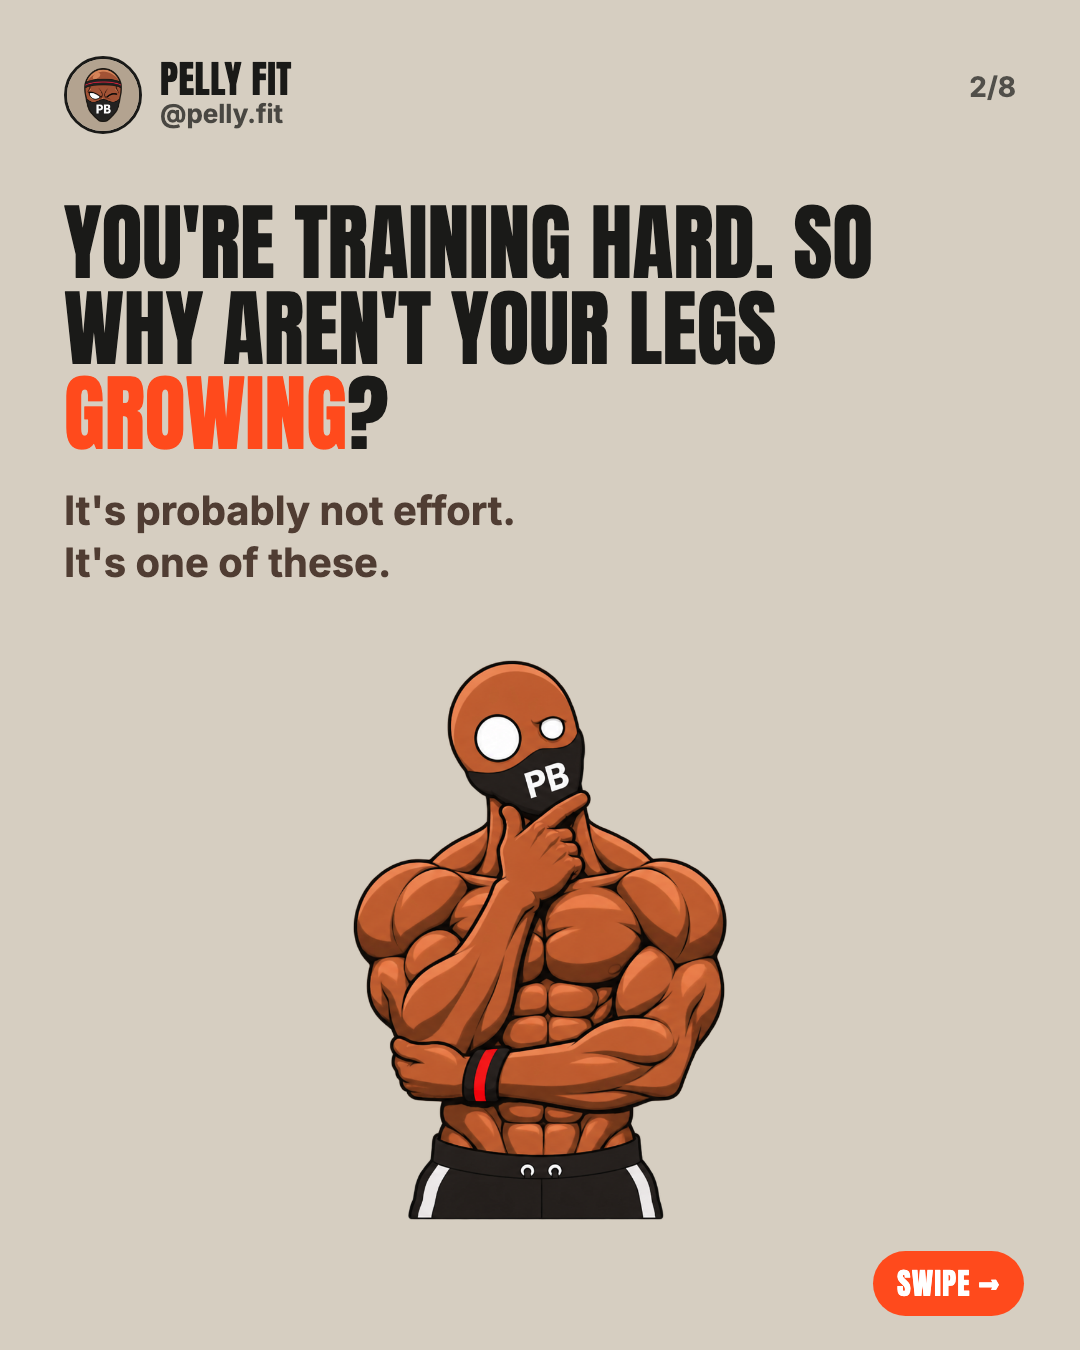 PELLY FIT
@pelly.fit
2/8
YOU'RE TRAINING HARD. SO
WHY AREN'T YOUR LEGS
GROWING?
It's probably not effort.
It's one of these.
PB
PB
SWIPE →